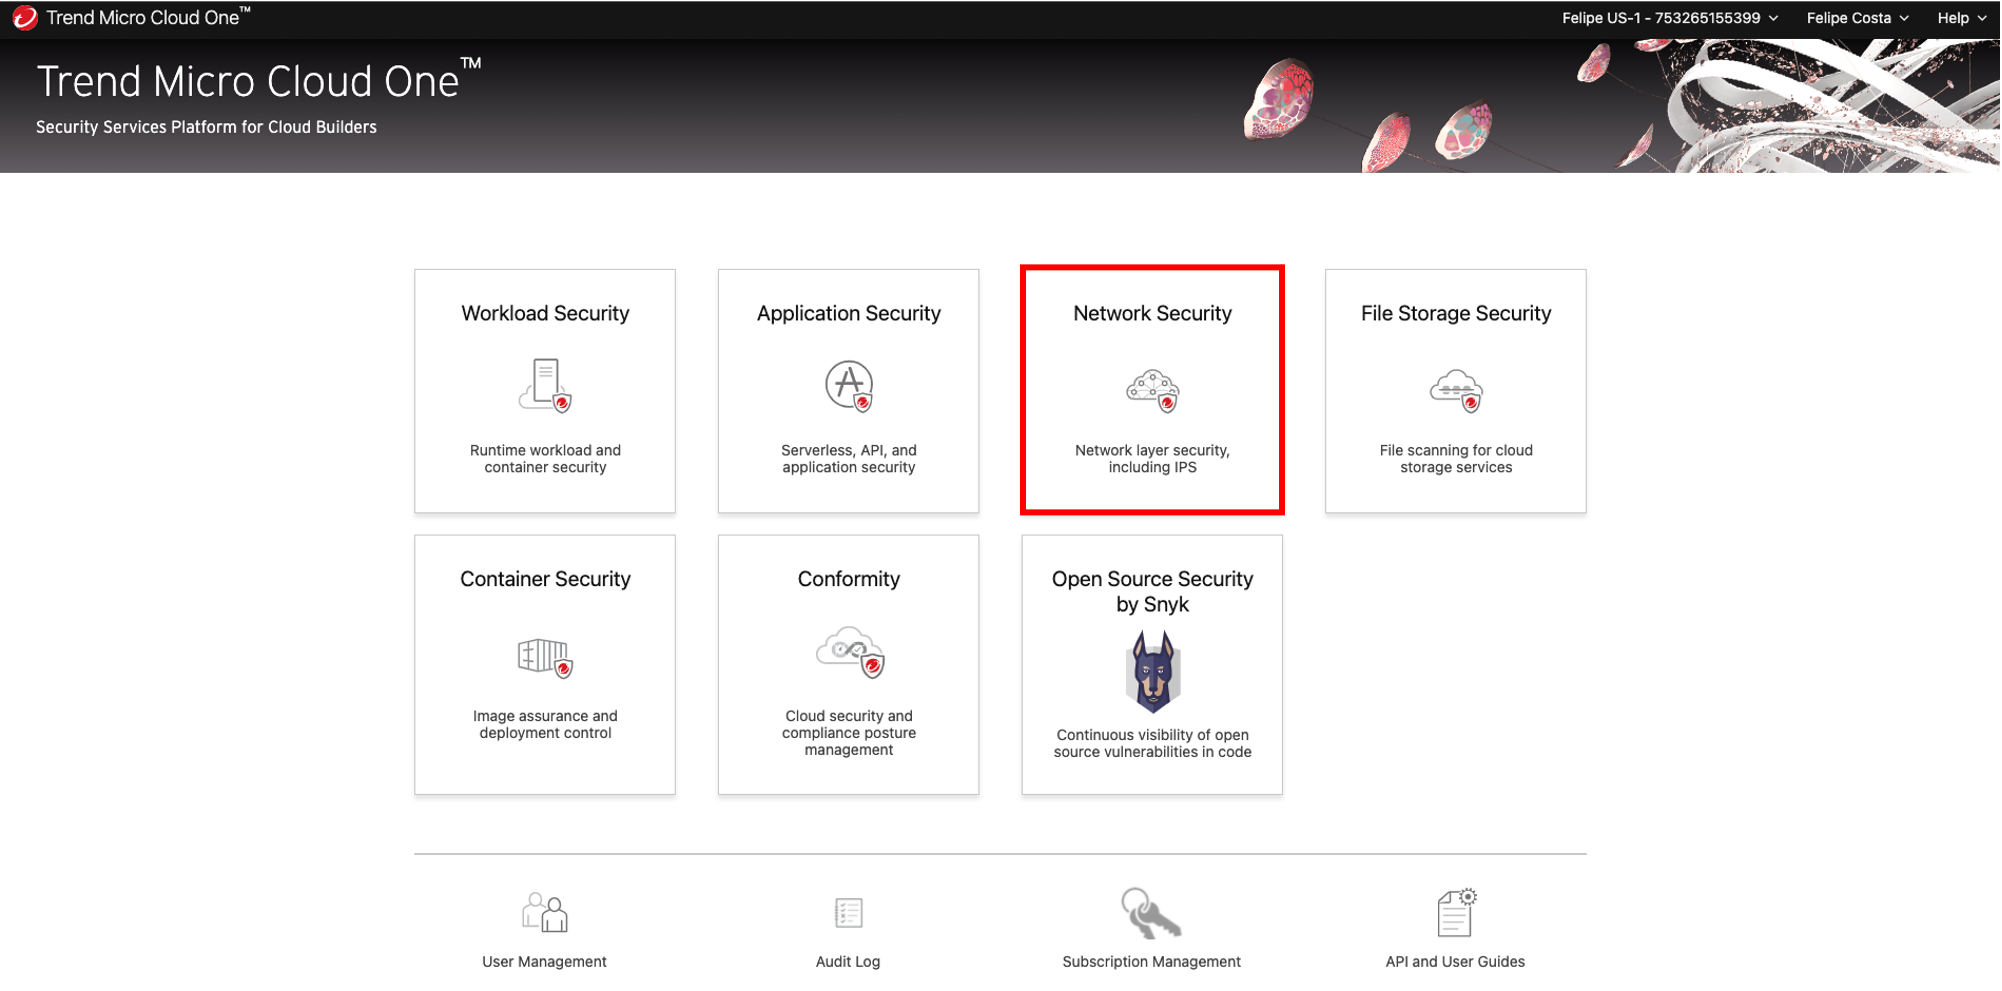 Trend Micro Cloud One™
Felipe US-1 - 753265155399
Felipe Costa
Help
Trend Micro Cloud One™
Security Services Platform for Cloud Builders
Workload Security
Runtime workload and
container security
Application Security
Serverless, API, and
application security
Network Security
Network layer security,
including IPS
File Storage Security
File scanning for cloud
storage services
Container Security
Image assurance and
deployment control
Conformity
Cloud security and
compliance posture
management
Open Source Security
by Snyk
Continuous visibility of open
source vulnerabilities in code
User Management
Audit Log
Subscription Management
API and User Guides